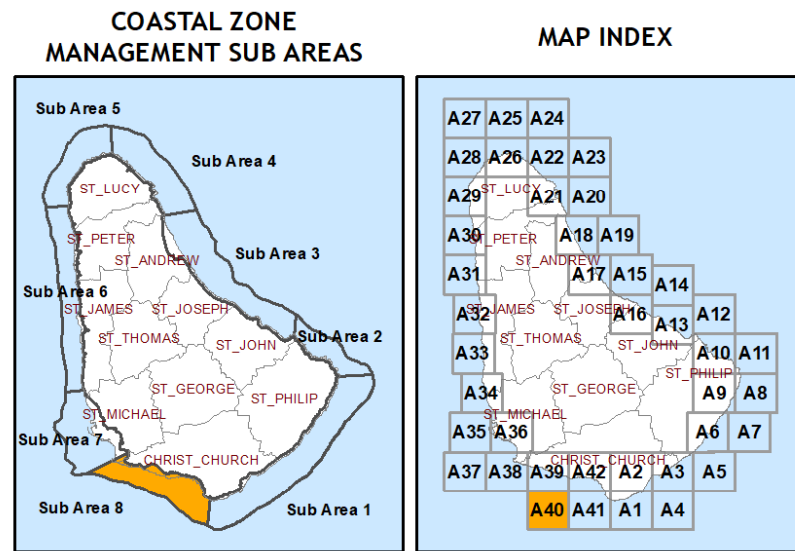 COASTAL ZONE
MANAGEMENT SUB AREAS
Sub Area 5
Sub Area 4
ST_LUCY
ST_PETER
Sub Area 3
ST_ANDREW
Sub Area 6
ST_JAMES
ST_JOSEPH
ST_THOMAS
Sub Area 2
ST_JOHN
ST_GEORGE
ST_PHILIP
ST_MICHAEL
Sub Area 7
CHRIST_CHURCH
Sub Area 8
Sub Area 1
MAP INDEX
A27 A25 A24
A28 A26 A22 A23
ST_LUCY
A29 A21 A20
A30 A18 A19
ST_PETER
ST_ANDREW
A31 A17 A15
A14
ST_JAMES
ST_JOSEPH
A32 A16 A13 A12
ST_THOMAS
ST_JOHN
A33 A10 A11
ST_PHILIP
ST_GEORGE
A34 A9 A8
ST_MICHAEL
A35 A36 A6 A7
CHRIST_CHURCH
A37 A38 A39 A42 A2 A3 A5
A40 A41 A1 A4